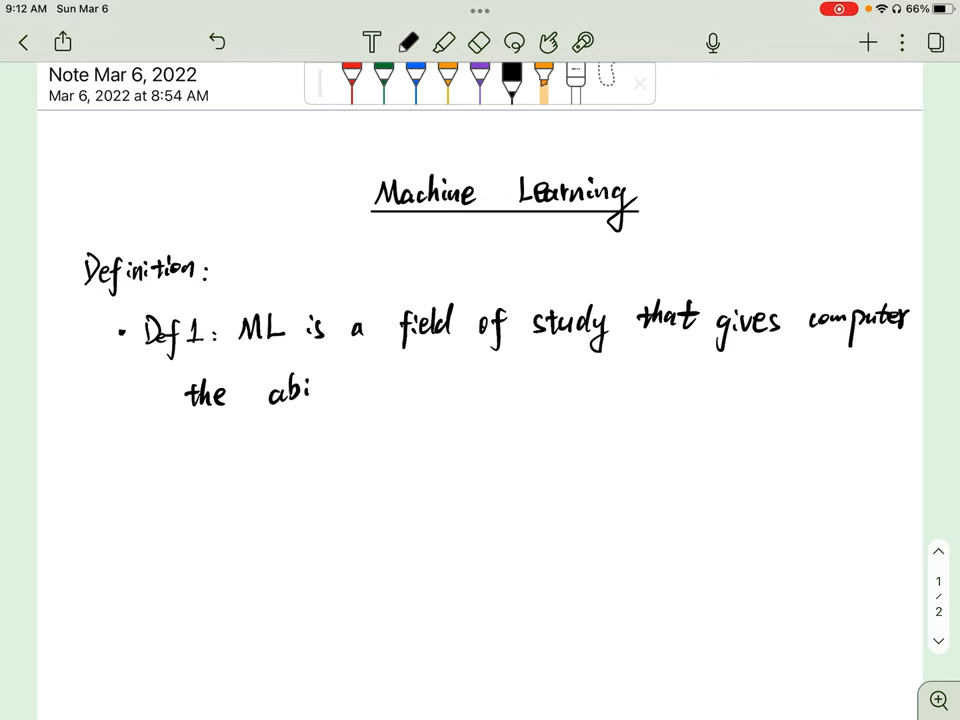 9:12 AM Sun Mar 6
66%
Note Mar 6, 2022
Mar 6, 2022 at 8:54 AM
Machine Learning
Definition:
• Def 1: ML is a field of study that gives computer
the abi
1
/
2